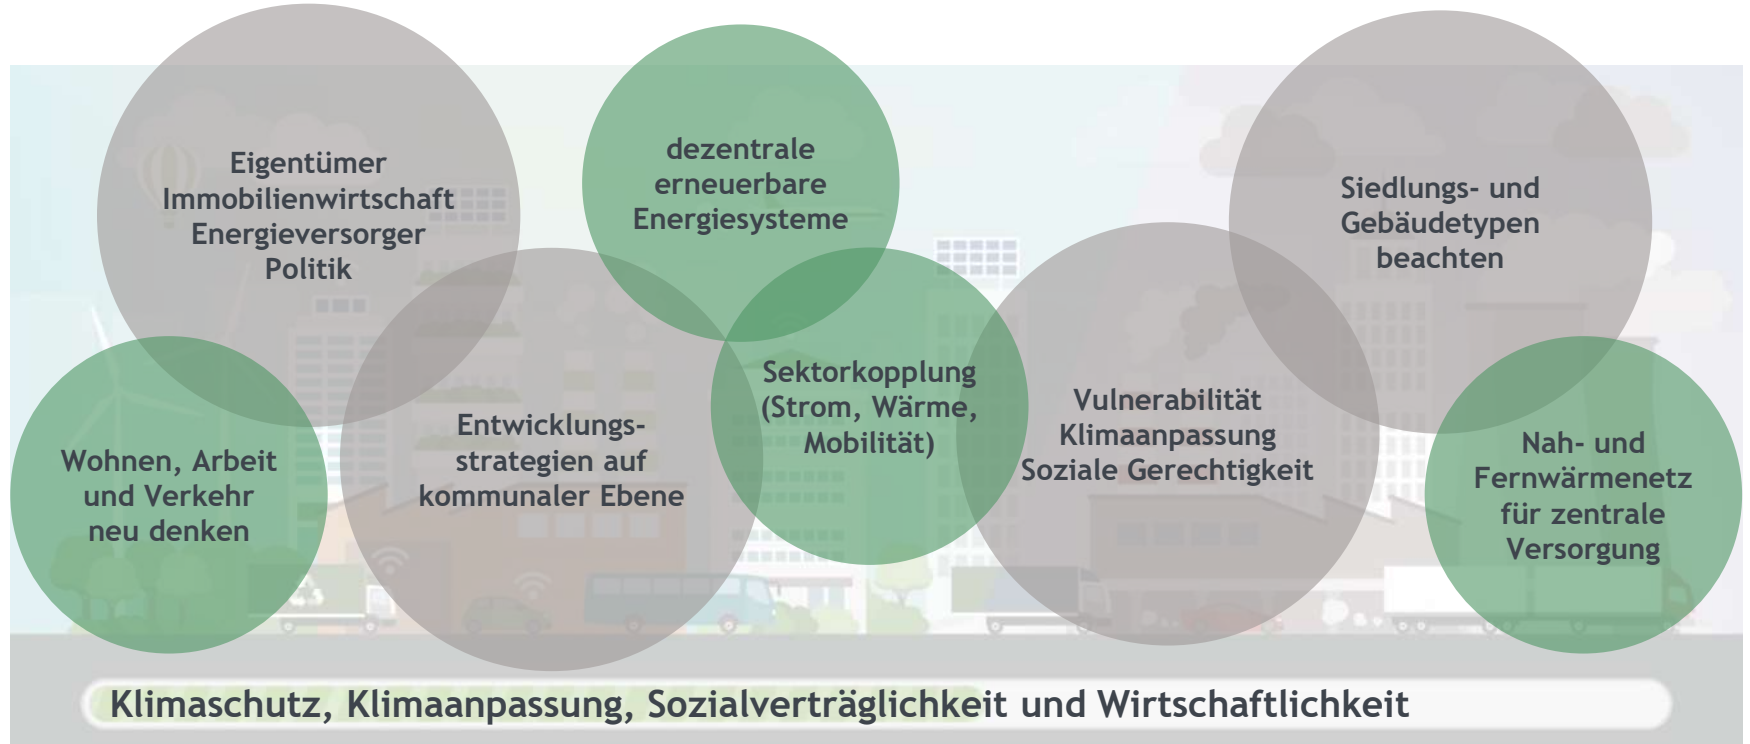 Eigentümer
Immobilienwirtschaft
Energieversorger
Politik
Wohnen, Arbeit
und Verkehr
neu denken
Entwicklungs-
strategien auf
kommunaler Ebene
dezentrale
erneuerbare
Energiesysteme
Sektorkopplung
(Strom, Wärme,
Mobilität)
Vulnerabilität
Klimaanpassung
Soziale Gerechtigkeit
Siedlungs- und
Gebäudetypen
beachten
Nah- und
Fernwärmenetz
für zentrale
Versorgung
Klimaschutz, Klimaanpassung, Sozialverträglichkeit und Wirtschaftlichkeit